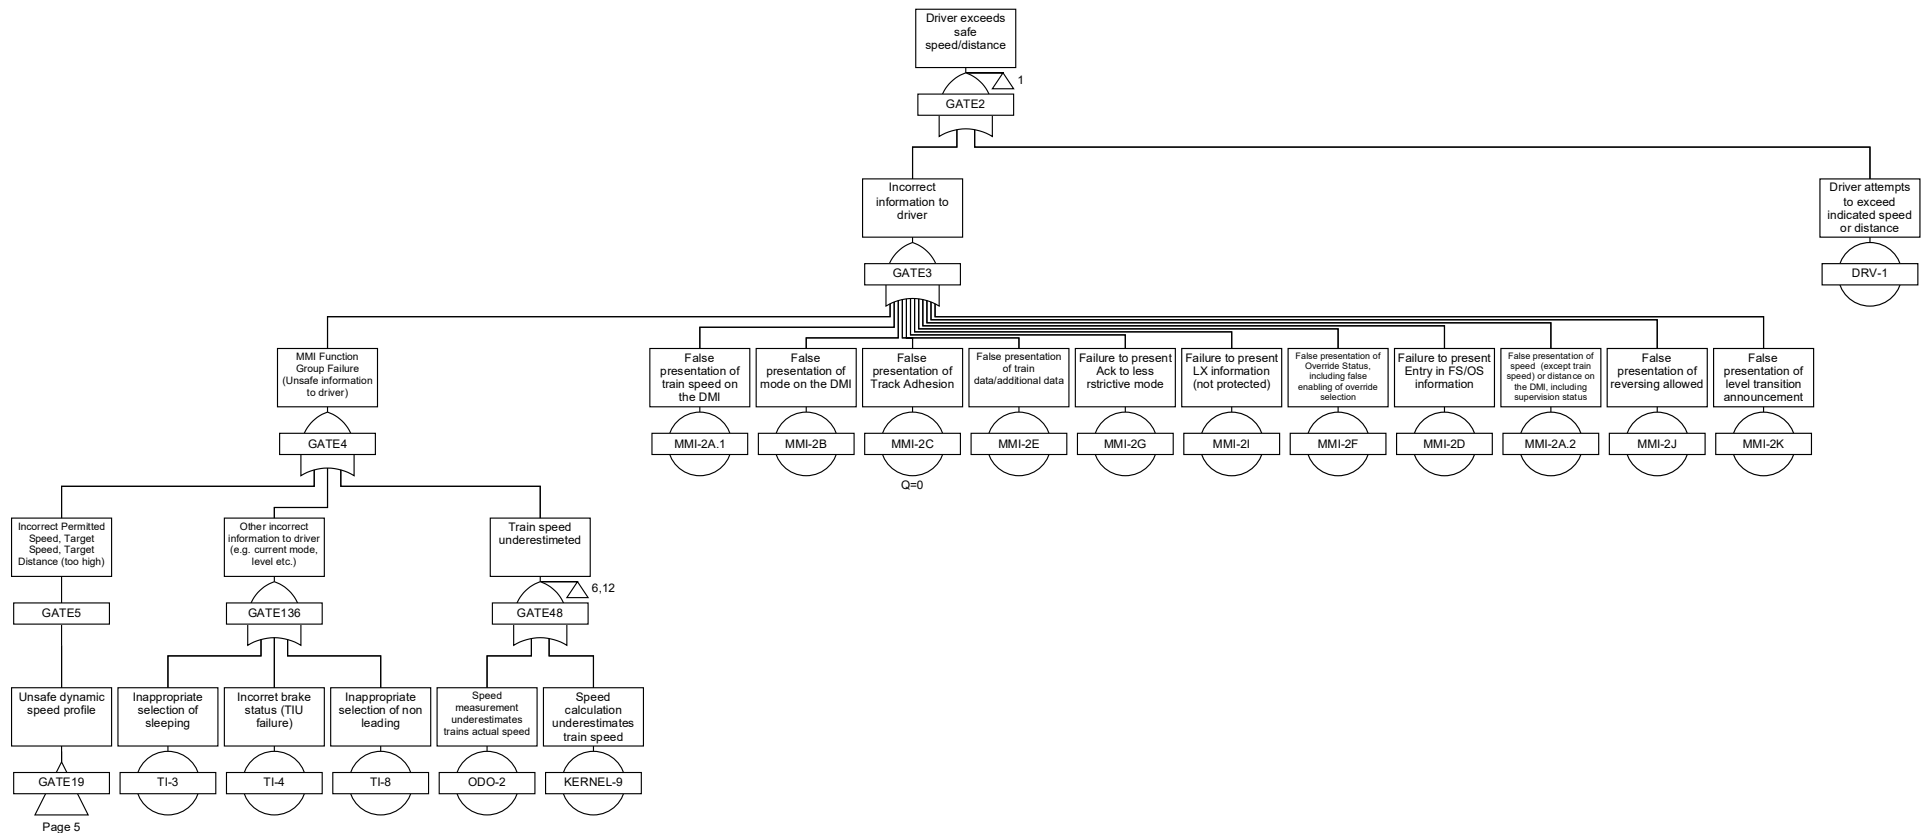 Driver exceeds
safe
speed/distance
1
GATE2
Incorrect
information to
driver
GATE3
Driver attempts
to exceed
indicated speed
or distance
DRV-1
MMI Function
Group Failure
(Unsafe information
to driver)
GATE4
False
presentation of
train speed on
the DMI
MMI-2A.1
False
presentation of
mode on the DMI
MMI-2B
False
presentation of
Track Adhesion
MMI-2C
Q=0
False presentation
of train
data/additional data
MMI-2E
Failure to present
Ack to less
rstrictive mode
MMI-2G
Failure to present
LX information
(not protected)
MMI-2I
False presentation of
Override Status,
including false
enabling of override
selection
MMI-2F
Failure to present
Entry in FS/OS
information
MMI-2D
False presentation of
speed (except train
speed) or distance on
the DMI, including
supervision status
MMI-2A.2
False
presentation of
reversing allowed
MMI-2J
False
presentation of
level transition
announcement
MMI-2K
Incorrect Permitted
Speed, Target
Speed, Target
Distance (too high)
GATE5
Other incorrect
information to driver
(e.g. current mode,
level etc.)
GATE136
Train speed
underestimeted
6,12
GATE48
Unsafe dynamic
speed profile
GATE19
Page 5
Inappropriate
selection of
sleeping
TI-3
Incorret brake
status (TIU
failure)
TI-4
Inappropriate
selection of non
leading
TI-8
Speed
measurement
underestimates
trains actual speed
ODO-2
Speed
calculation
underestimates
train speed
KERNEL-9